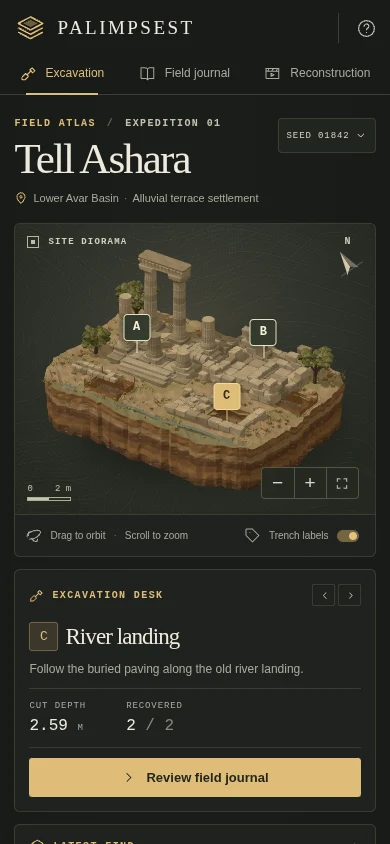 PALIMPSEST
Excavation Field journal Reconstruction
FIELD ATLAS / EXPEDITION 01
Tell Ashara
SEED 01842
Lower Avar Basin · Alluvial terrace settlement
SITE DIORAMA
N
A
B
C
0 2 m
− +
Drag to orbit · Scroll to zoom
Trench labels
EXCAVATION DESK
C River landing
Follow the buried paving along the old river landing.
CUT DEPTH RECOVERED
2.59 M 2 / 2
Review field journal
LATEST FIND